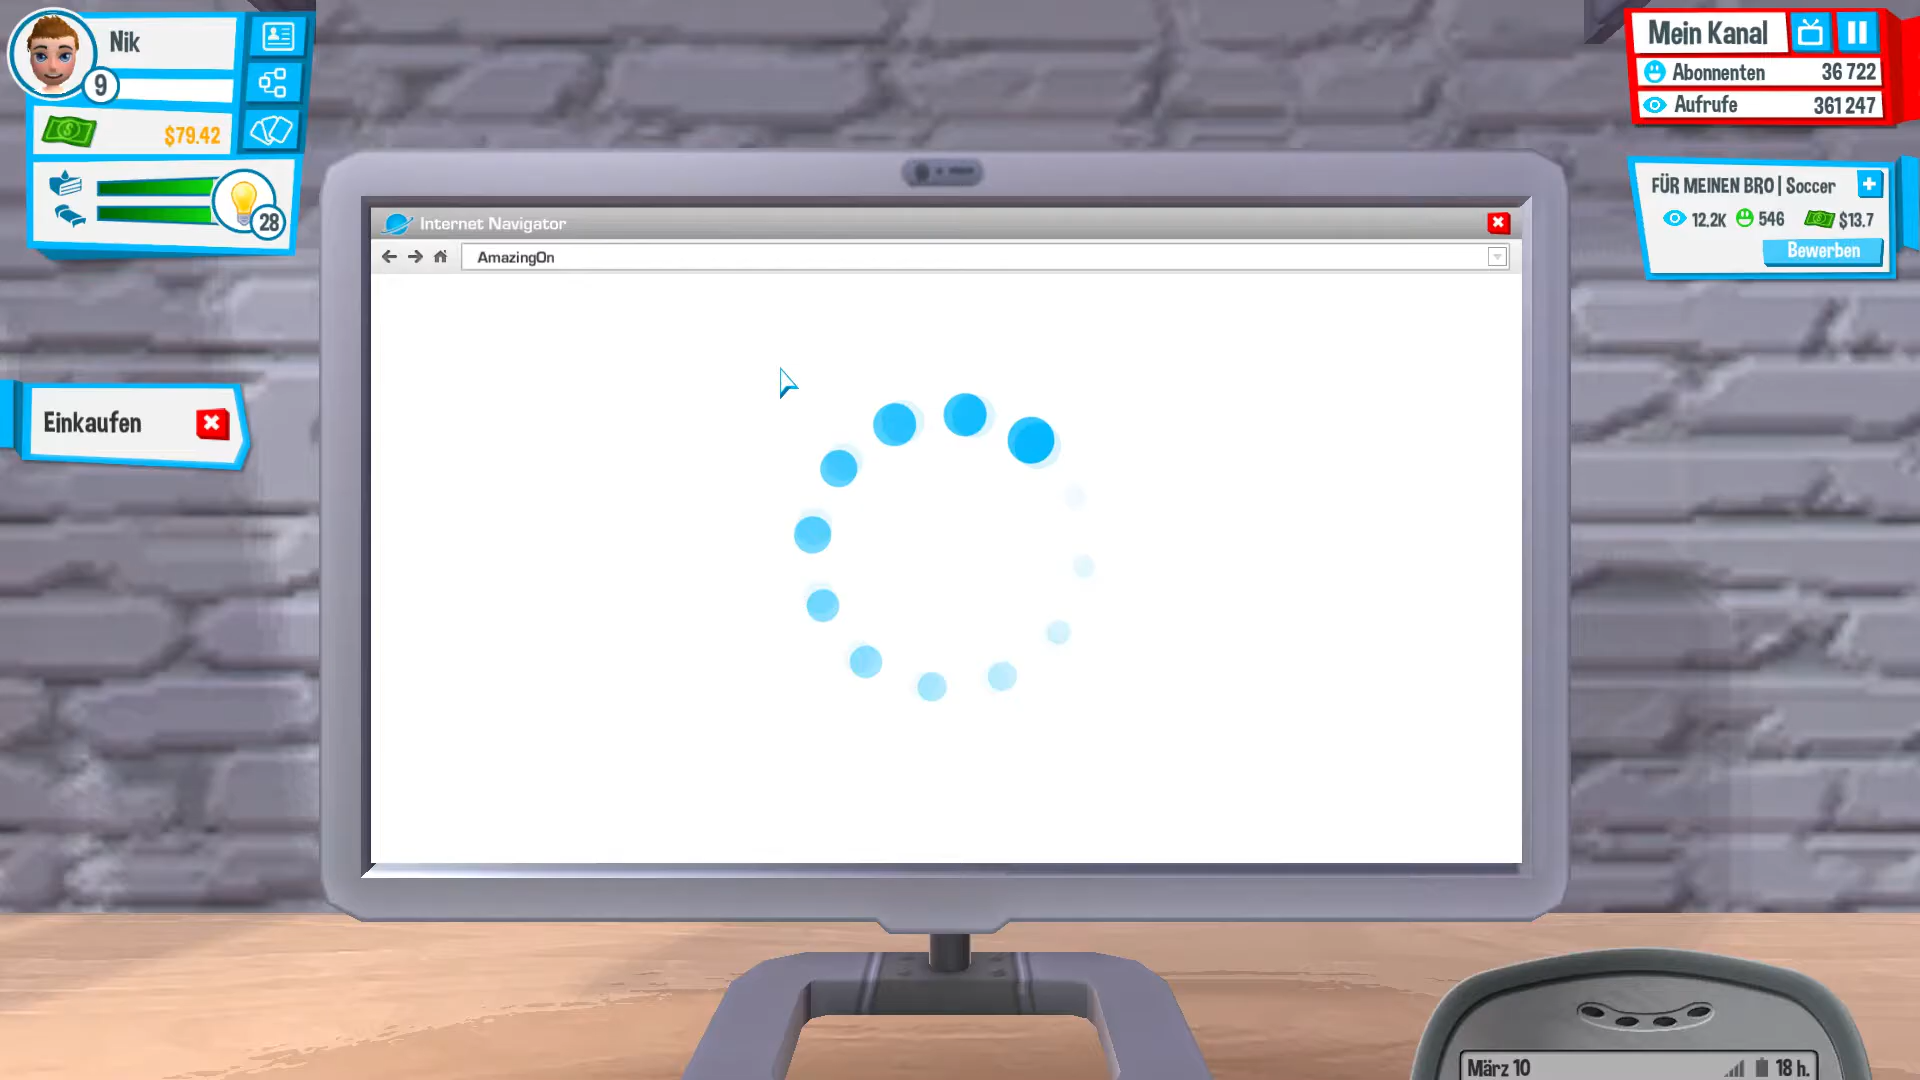 Nik
9
$79.42
28
Einkaufen
Internet Navigator
AmazingOn
Mein Kanal
Abonnenten 36 722
Aufrufe 361 247
FÜR MEINEN BRO | Soccer
12.2K 546 $13.7
Bewerben
März 10 18 h.